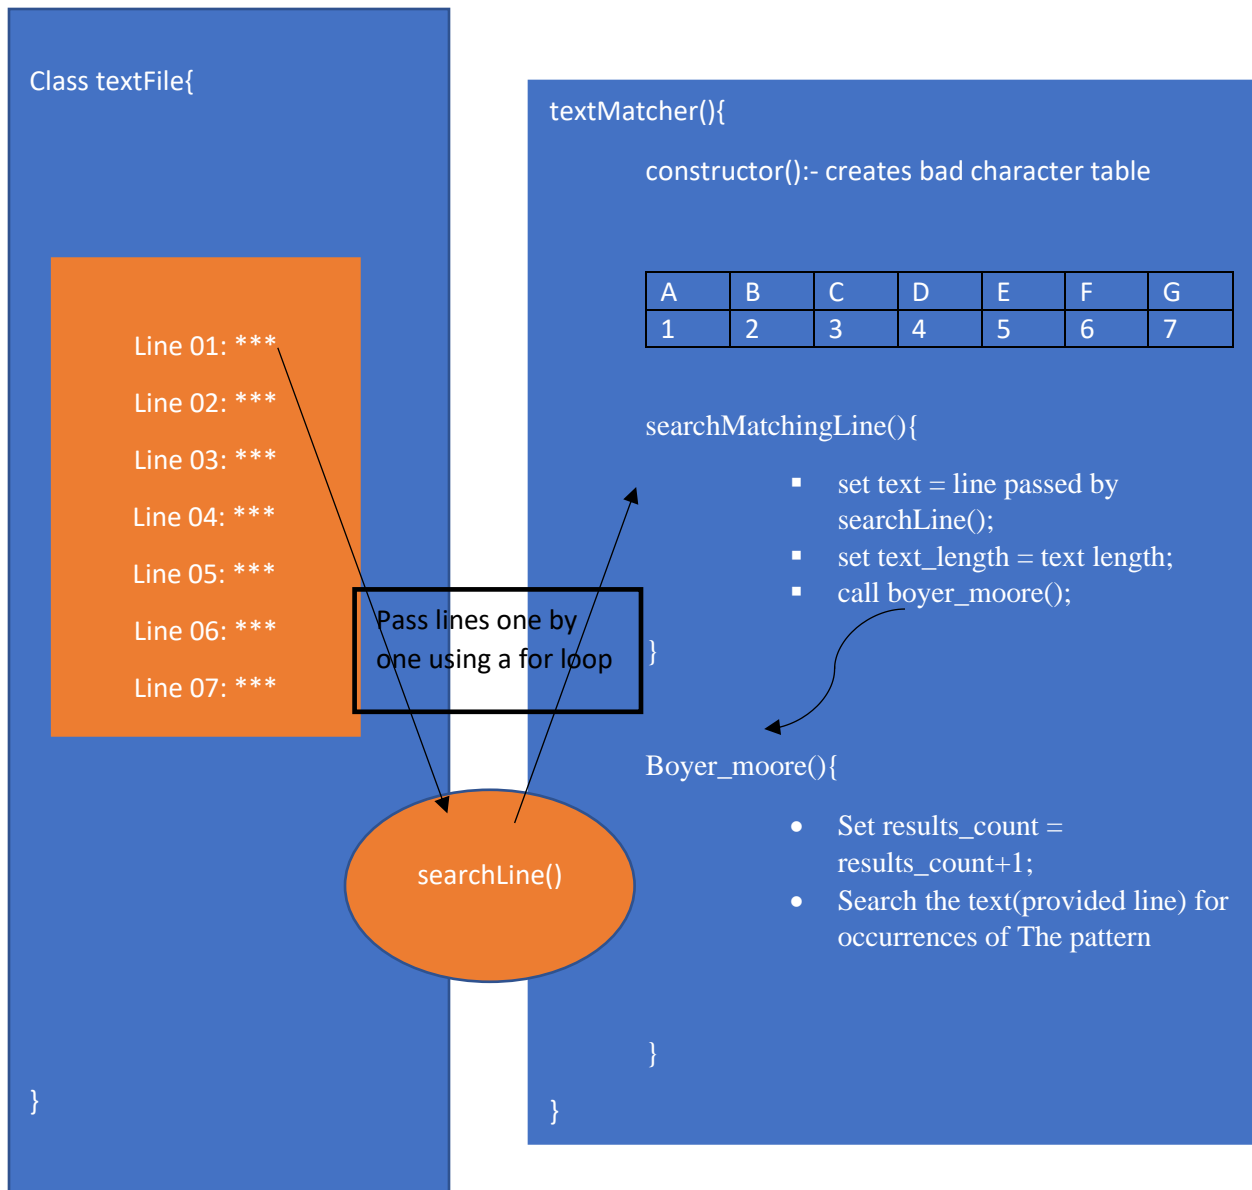 Class textFile{
Line 01: ***
Line 02: ***
Line 03: ***
Line 04: ***
Line 05: ***
Line 06: ***
Line 07: ***
}
Pass lines one by
one using a for loop
searchLine()
textMatcher(){
constructor():- creates bad character table
A B C D E F G
1 2 3 4 5 6 7
searchMatchingLine(){
▪ set text = line passed by
searchLine();
▪ set text_length = text length;
▪ call boyer_moore();
}
Boyer_moore(){
• Set results_count =
results_count+1;
• Search the text(provided line) for
occurrences of The pattern
}
}